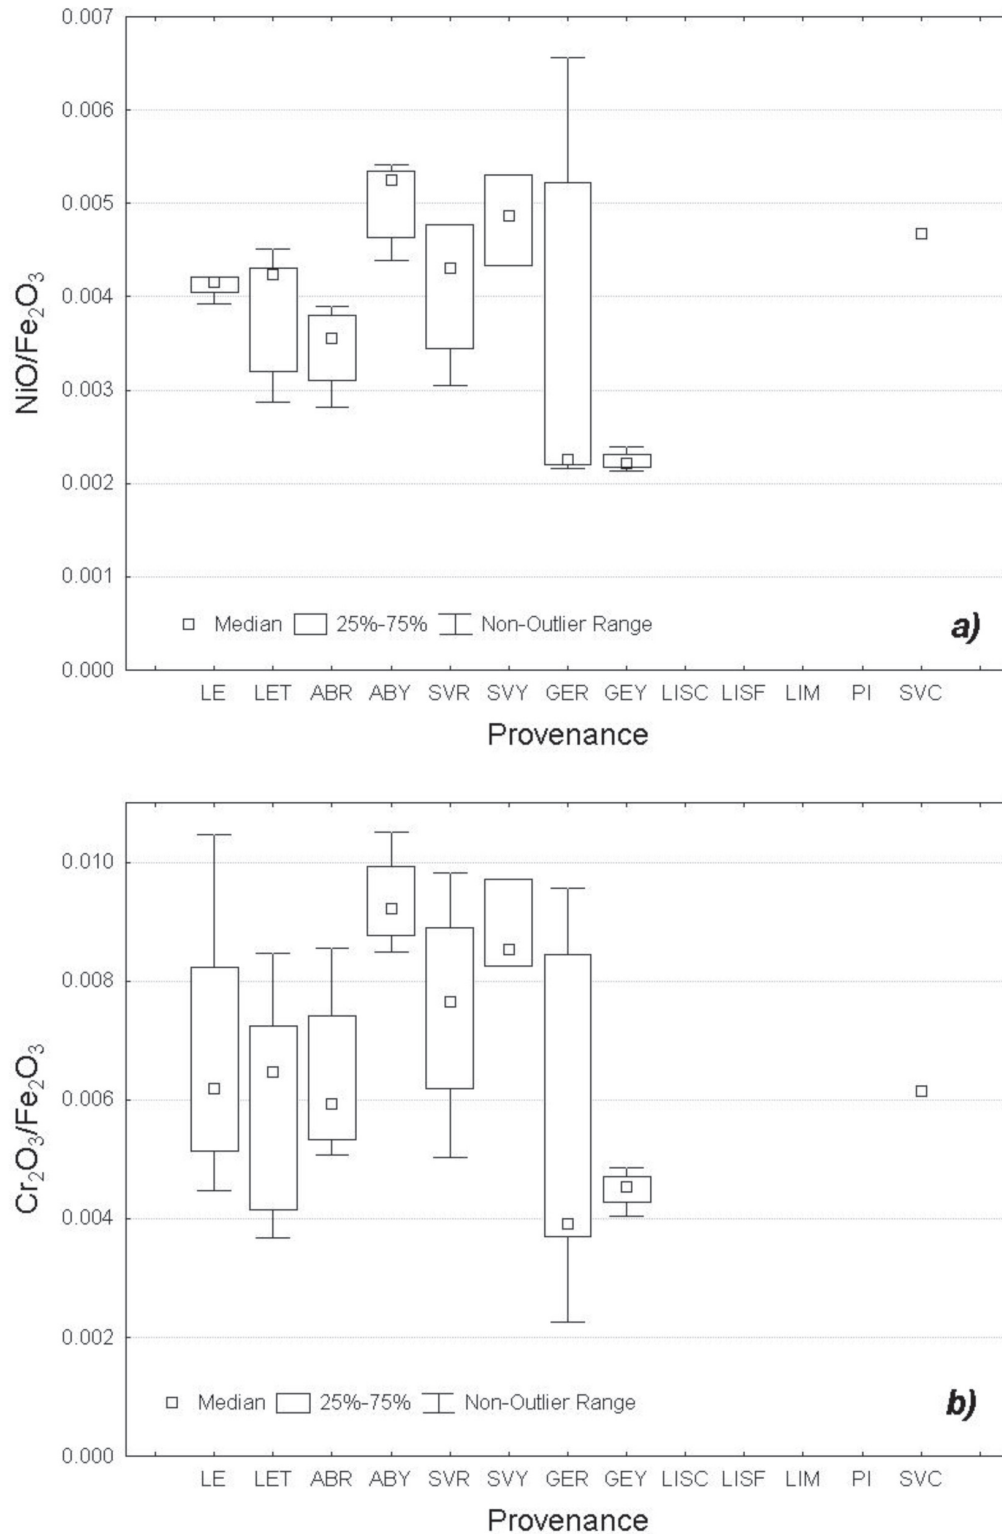 0.007
0.006
0.005
0.004
0.003
0.002
0.001
0.000
NiO/Fe₂O₃
Median 25%-75% Non-Outlier Range
a)
LE LET ABR ABY SVR SVY GER GEY LISC LISF LIM PI SVC
Provenance
0.010
0.008
0.006
0.004
0.002
0.000
Cr₂O₃/Fe₂O₃
Median 25%-75% Non-Outlier Range
b)
LE LET ABR ABY SVR SVY GER GEY LISC LISF LIM PI SVC
Provenance